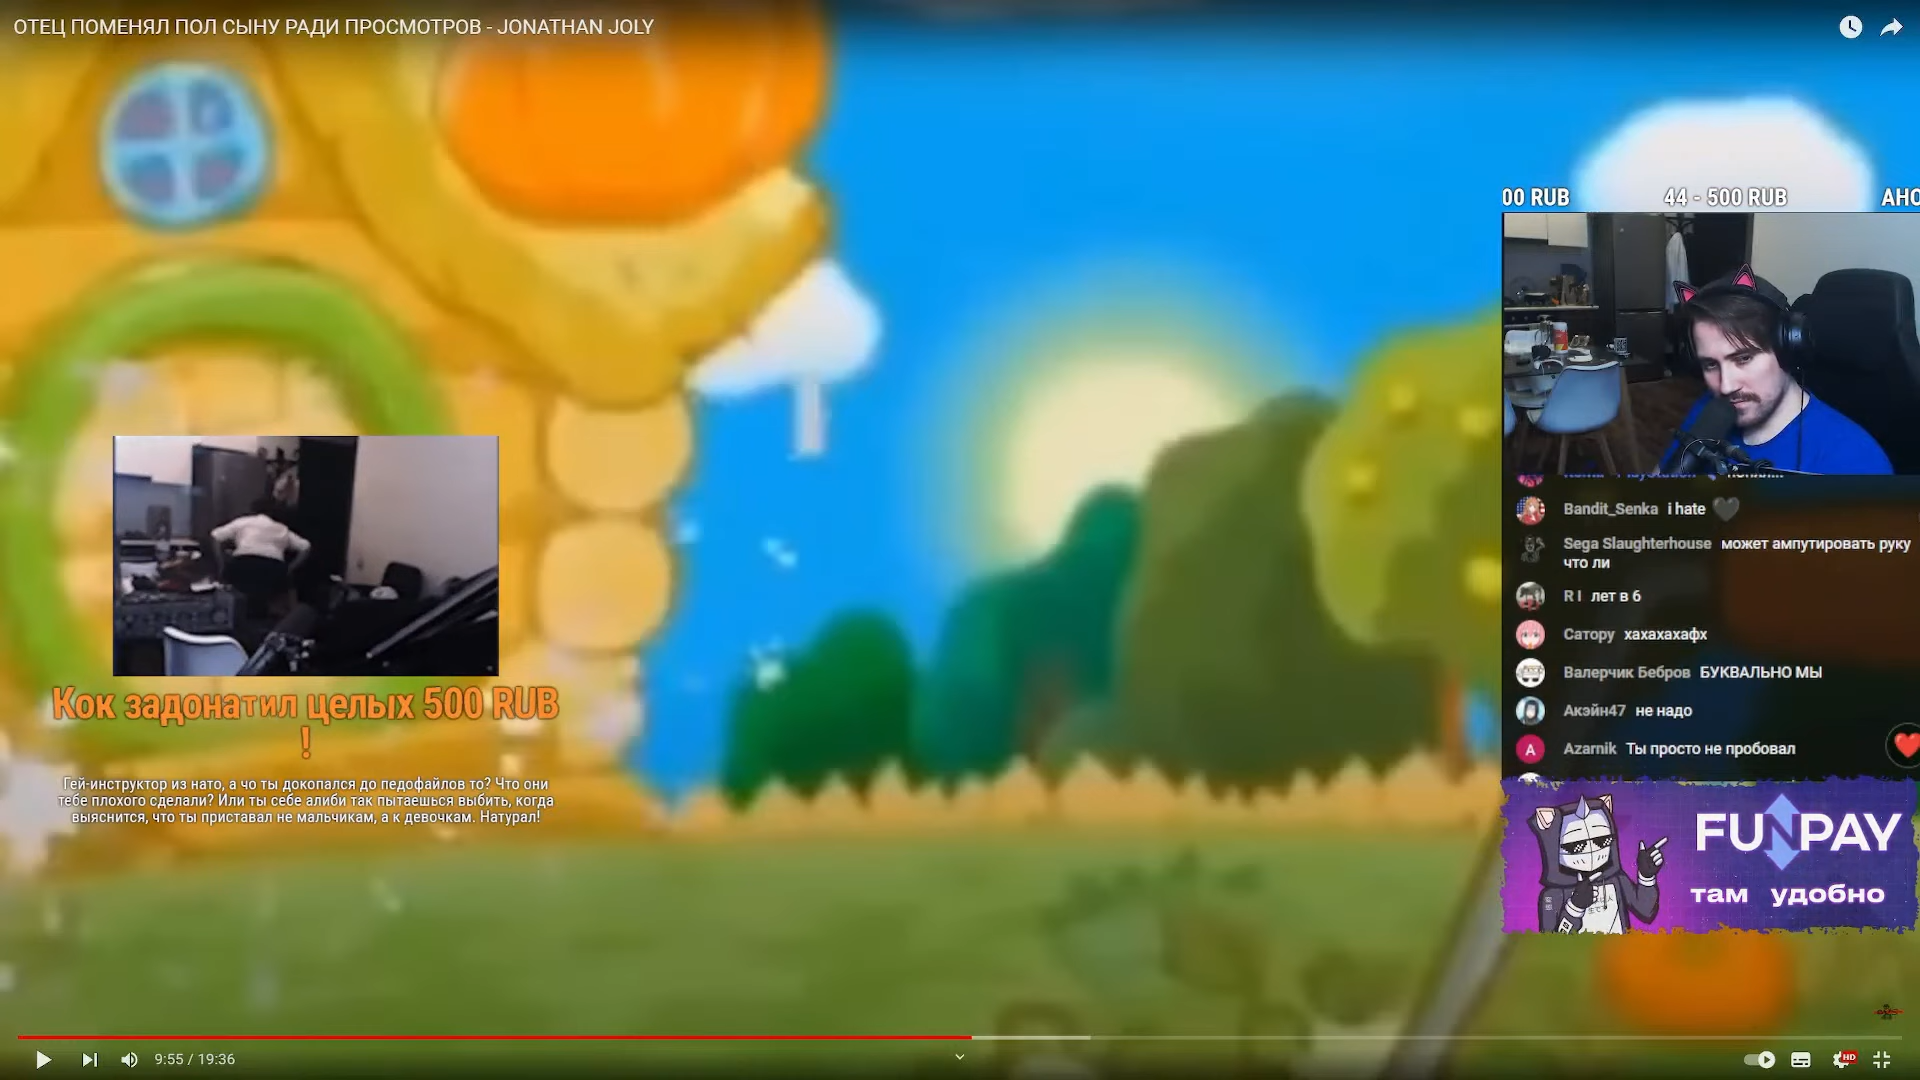 ОТЕЦ ПОМЕНЯЛ ПОЛ СЫНУ РАДИ ПРОСМОТРОВ - JONATHAN JOLY
00 RUB 44 - 500 RUB АНО
Bandit_Senka i hate
Sega Slaughterhouse может ампутировать руку
что ли
R I лет в 6
Сатору хахахахафх
Валерчик Бебров БУКВАЛЬНО МЫ
Акэйн47 не надо
A Azarnik Ты просто не пробовал
Кок задонатил целых 500 RUB
!
Гей-инструктор из нато, а чо ты докопался до педофайлов то? Что они
тебе плохого сделали? Или ты себе алиби так пытаешься выбить, когда
выяснится, что ты приставал не мальчикам, а к девочкам. Натурал!
FUNPAY
там удобно
9:55 / 19:36
HD